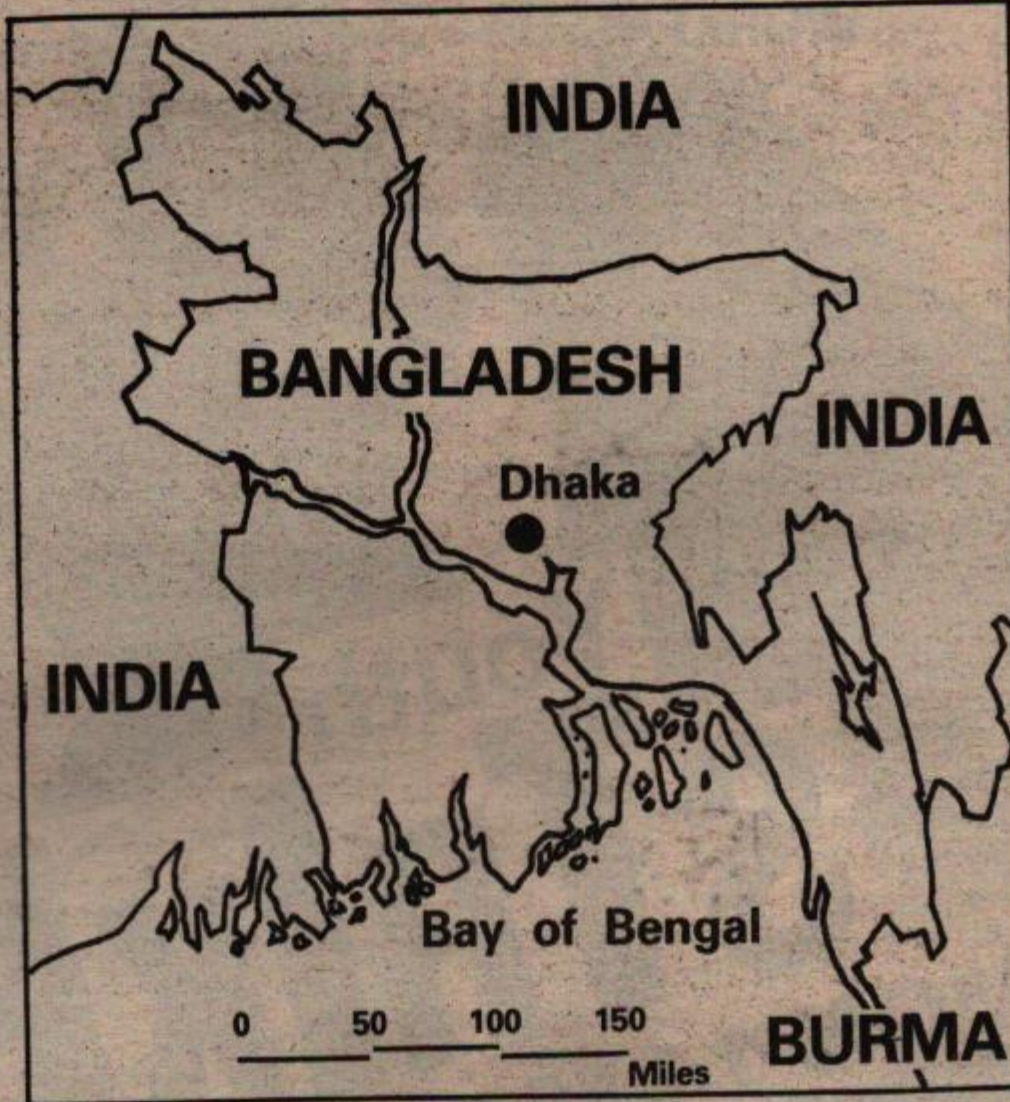 INDIA
BANGLADESH
INDIA
Dhaka
INDIA
Bay of Bengal
0 50 100 150
Miles
BURMA